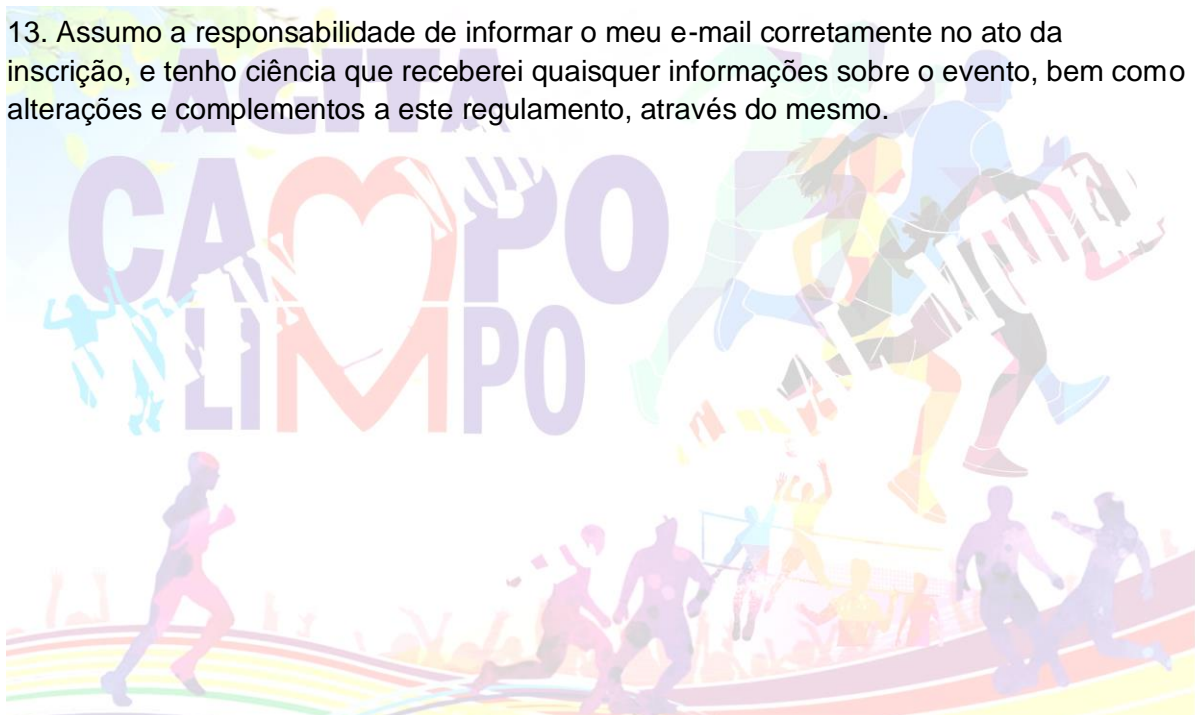 13. Assumo a responsabilidade de informar o meu e-mail corretamente no ato da
inscrição, e tenho ciência que receberei quaisquer informações sobre o evento, bem como
alterações e complementos a este regulamento, através do mesmo.
AGITA
CAMPO
LIMPO